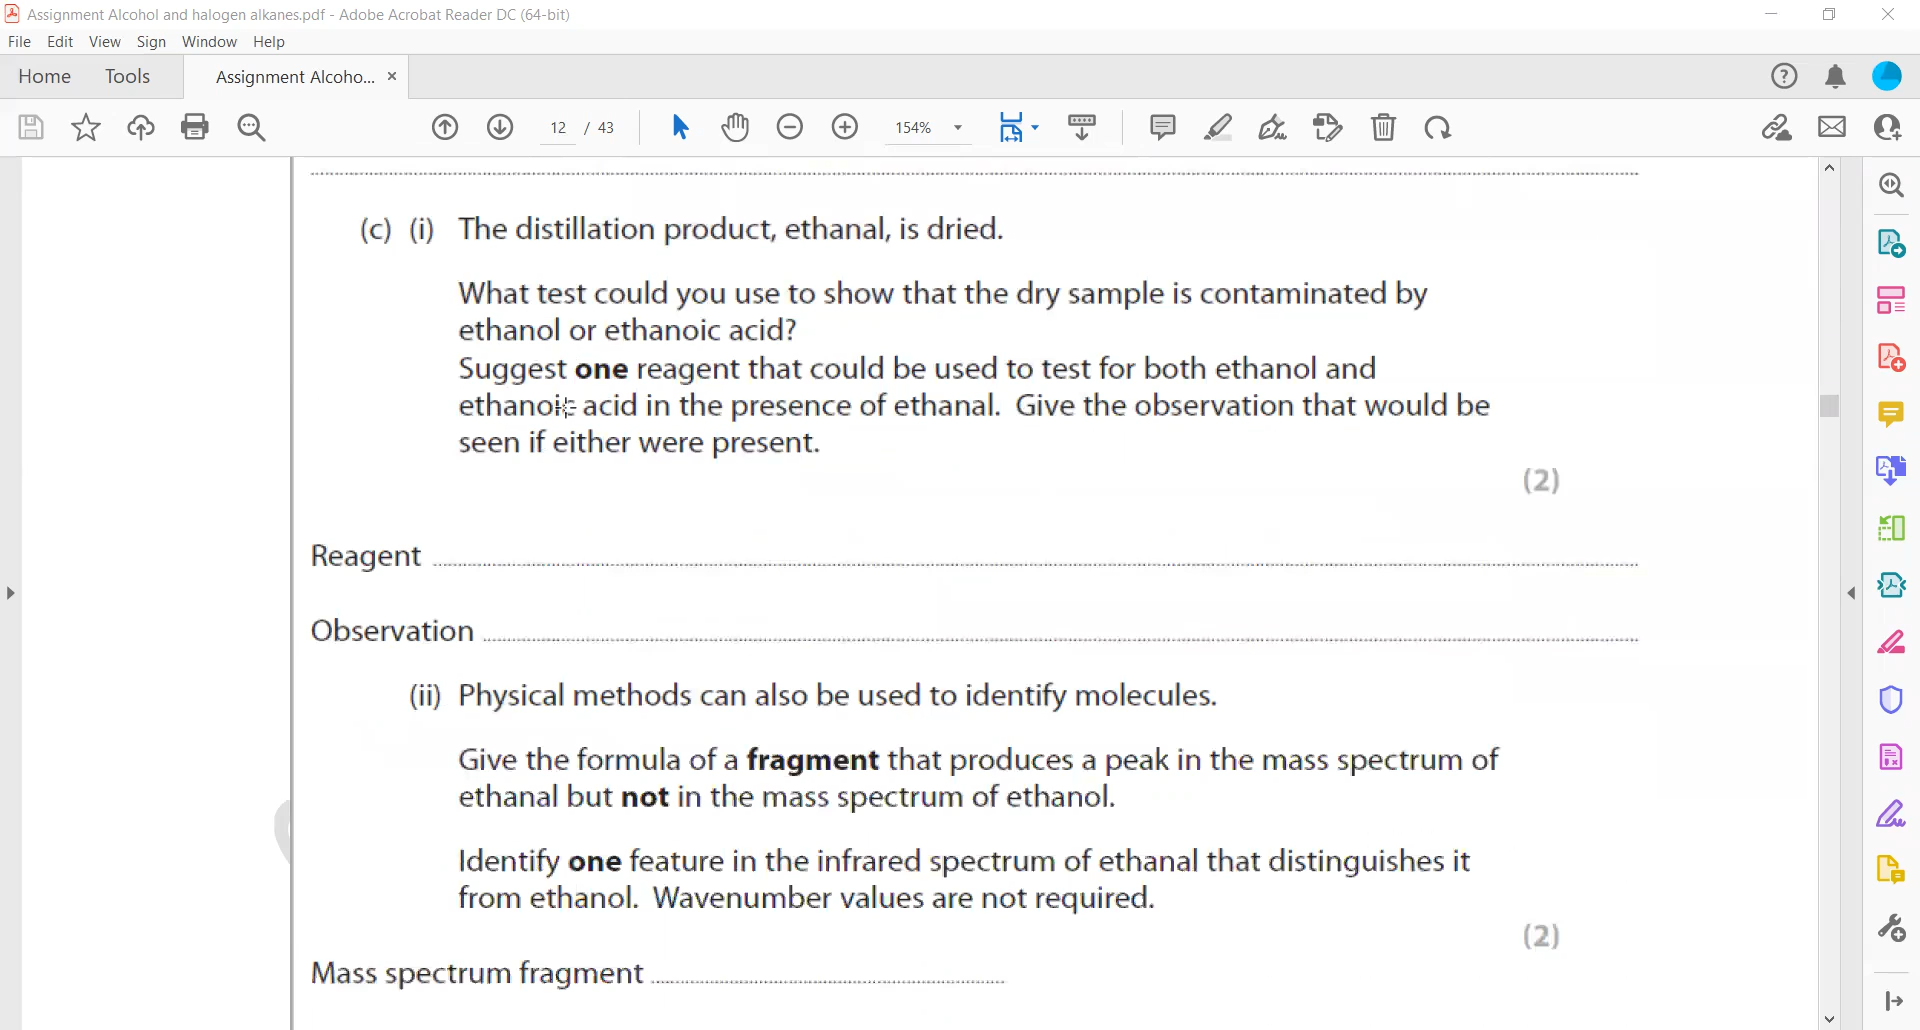 Assignment Alcohol and halogen alkanes.pdf - Adobe Acrobat Reader DC (64-bit)
File Edit View Sign Window Help
Home Tools Assignment Alcoho... ×
12 / 43 154%
(c) (i) The distillation product, ethanal, is dried.
What test could you use to show that the dry sample is contaminated by
ethanol or ethanoic acid?
Suggest one reagent that could be used to test for both ethanol and
ethanoic acid in the presence of ethanal. Give the observation that would be
seen if either were present.
(2)
Reagent
Observation
(ii) Physical methods can also be used to identify molecules.
Give the formula of a fragment that produces a peak in the mass spectrum of
ethanal but not in the mass spectrum of ethanol.
Identify one feature in the infrared spectrum of ethanal that distinguishes it
from ethanol. Wavenumber values are not required.
(2)
Mass spectrum fragment